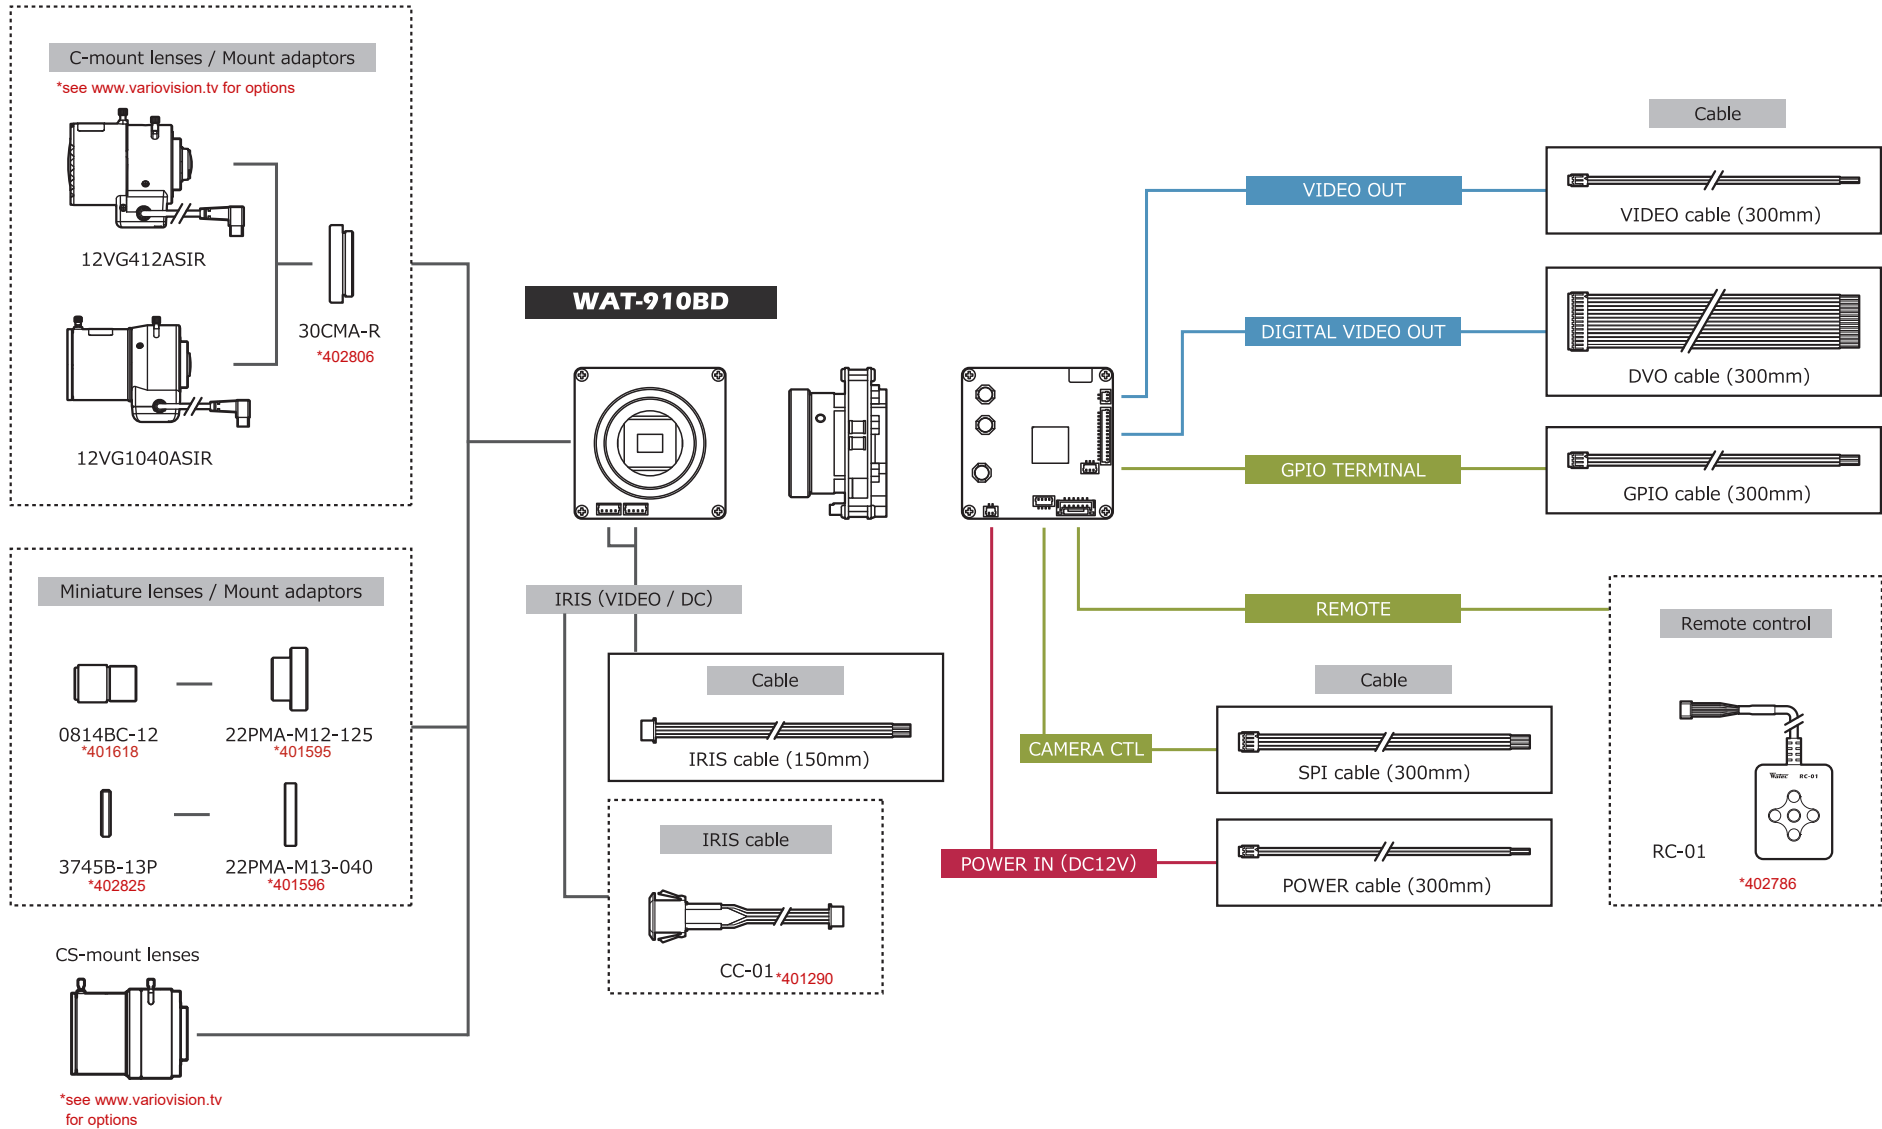 C-mount lenses / Mount adaptors
*see www.variovision.tv for options
12VG412ASIR
30CMA-R
*402806
12VG1040ASIR
Miniature lenses / Mount adaptors
0814BC-12
*401618
22PMA-M12-125
*401595
3745B-13P
*402825
22PMA-M13-040
*401596
CS-mount lenses
*see www.variovision.tv
for options
WAT-910BD
IRIS (VIDEO / DC)
Cable
IRIS cable (150mm)
IRIS cable
CC-01
*401290
VIDEO OUT
Cable
VIDEO cable (300mm)
DIGITAL VIDEO OUT
DVO cable (300mm)
GPIO TERMINAL
GPIO cable (300mm)
REMOTE
Remote control
Watec RC-01
RC-01
*402786
Cable
CAMERA CTL
SPI cable (300mm)
POWER IN (DC12V)
POWER cable (300mm)